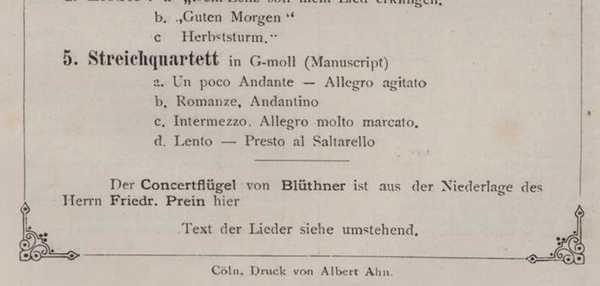 b. „Guten Morgen“
c Herbststurm."
5. Streichquartett in G-moll (Manuscript)
a. Un poco Andante — Allegro agitato
b. Romanze, Andantino
c. Intermezzo. Allegro molto marcato.
d. Lento — Presto al Saltarello
Der Concertflügel von Blüthner ist aus der Niederlage des
Herrn Friedr. Prein hier
Text der Lieder siehe umstehend.
Cöln. Druck von Albert Ahn.